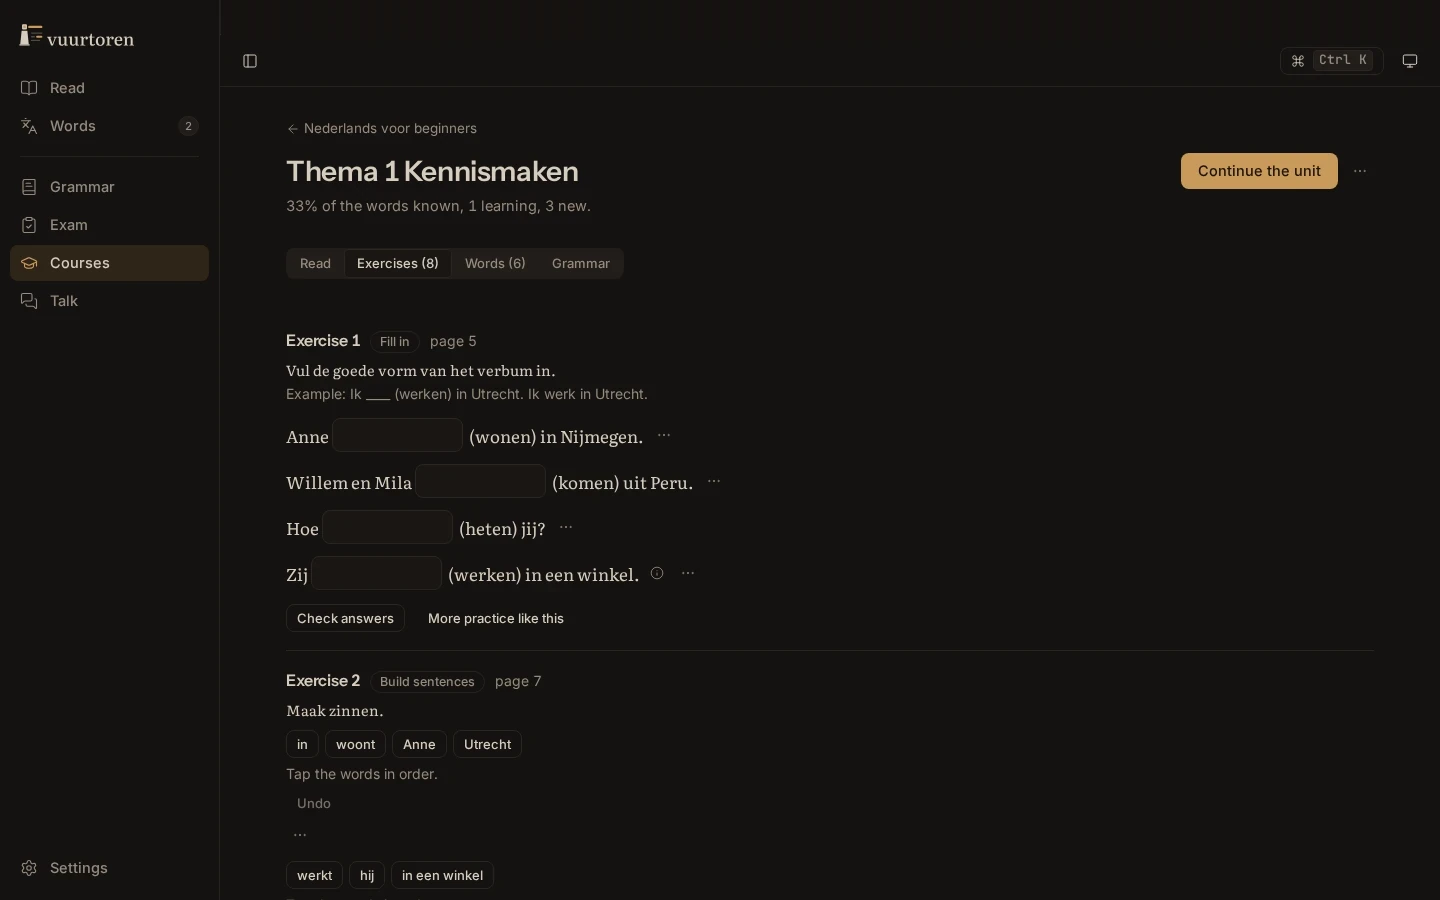 vuurtoren
Read
Words 2
Grammar
Exam
Courses
Talk
Settings
⌘ Ctrl K
← Nederlands voor beginners
Thema 1 Kennismaken
Continue the unit ...
33% of the words known, 1 learning, 3 new.
Read Exercises (8) Words (6) Grammar
Exercise 1 Fill in page 5
Vul de goede vorm van het verbum in.
Example: Ik ____ (werken) in Utrecht. Ik werk in Utrecht.
Anne (wonen) in Nijmegen. ...
Willem en Mila (komen) uit Peru. ...
Hoe (heten) jij? ...
Zij (werken) in een winkel. ...
Check answers More practice like this
Exercise 2 Build sentences page 7
Maak zinnen.
in woont Anne Utrecht
Tap the words in order.
Undo
...
werkt hij in een winkel